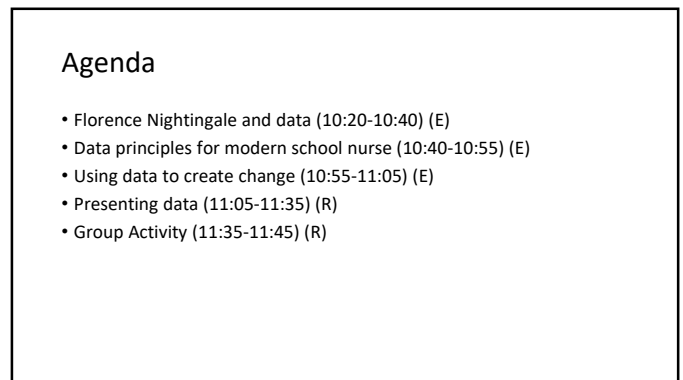 Agenda
• Florence Nightingale and data (10:20-10:40) (E)
• Data principles for modern school nurse (10:40-10:55) (E)
• Using data to create change (10:55-11:05) (E)
• Presenting data (11:05-11:35) (R)
• Group Activity (11:35-11:45) (R)